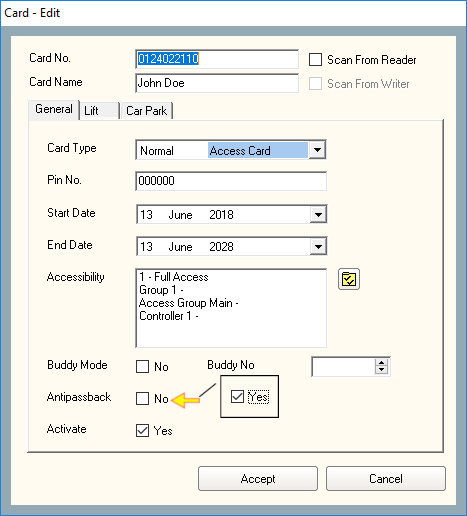 Card - Edit
Card No. 0124022110 Scan From Reader
Card Name John Doe Scan From Writer
General Lift Car Park
Card Type Normal Access Card
Pin No. 000000
Start Date 13 June 2018
End Date 13 June 2028
Accessibility 1 - Full Access
Group 1 -
Access Group Main -
Controller 1 -
Buddy Mode No Buddy No
Antipassback No Yes
Activate Yes
Accept Cancel